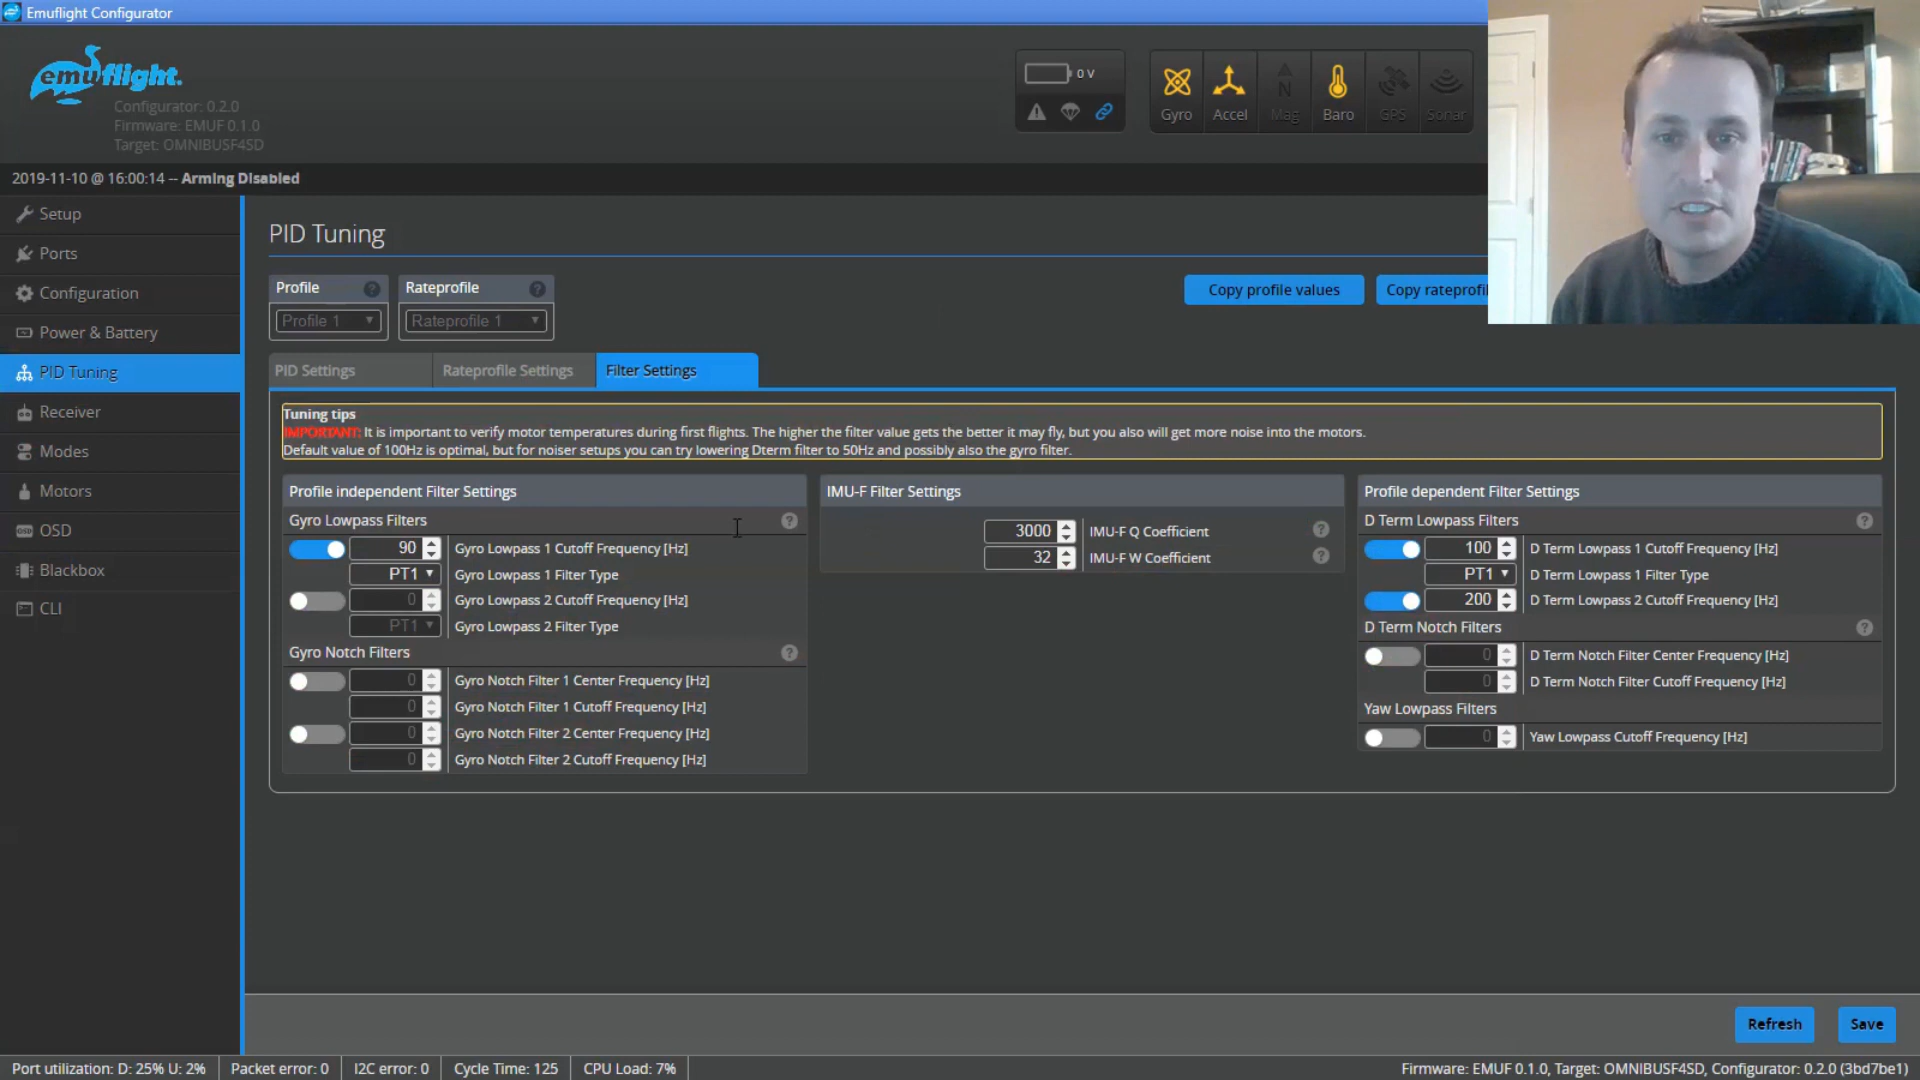 Emuflight Configurator
emuflight.
Configurator: 0.2.0
Firmware: EMUF 0.1.0
Target: OMNIBUSF4SD
0 V
Gyro
Accel
N
Mag
Baro
GPS
Sonar
2019-11-10 @ 16:00:14 -- Arming Disabled
Setup
Ports
Configuration
Power & Battery
PID Tuning
Receiver
Modes
Motors
OSD
Blackbox
CLI
PID Tuning
Profile
Rateprofile
Profile 1
Rateprofile 1
Copy profile values
Copy rateprofil
PID Settings
Rateprofile Settings
Filter Settings
Tuning tips
IMPORTANT: It is important to verify motor temperatures during first flights. The higher the filter value gets the better it may fly, but you also will get more noise into the motors.
Default value of 100Hz is optimal, but for noiser setups you can try lowering Dterm filter to 50Hz and possibly also the gyro filter.
Profile independent Filter Settings
Gyro Lowpass Filters
90 Gyro Lowpass 1 Cutoff Frequency [Hz]
PT1 Gyro Lowpass 1 Filter Type
0 Gyro Lowpass 2 Cutoff Frequency [Hz]
PT1 Gyro Lowpass 2 Filter Type
Gyro Notch Filters
0 Gyro Notch Filter 1 Center Frequency [Hz]
0 Gyro Notch Filter 1 Cutoff Frequency [Hz]
0 Gyro Notch Filter 2 Center Frequency [Hz]
0 Gyro Notch Filter 2 Cutoff Frequency [Hz]
IMU-F Filter Settings
3000 IMU-F Q Coefficient
32 IMU-F W Coefficient
Profile dependent Filter Settings
D Term Lowpass Filters
100 D Term Lowpass 1 Cutoff Frequency [Hz]
PT1 D Term Lowpass 1 Filter Type
200 D Term Lowpass 2 Cutoff Frequency [Hz]
D Term Notch Filters
0 D Term Notch Filter Center Frequency [Hz]
0 D Term Notch Filter Cutoff Frequency [Hz]
Yaw Lowpass Filters
0 Yaw Lowpass Cutoff Frequency [Hz]
Refresh
Save
Port utilization: D: 25% U: 2%
Packet error: 0
I2C error: 0
Cycle Time: 125
CPU Load: 7%
Firmware: EMUF 0.1.0, Target: OMNIBUSF4SD, Configurator: 0.2.0 (3bd7be1)